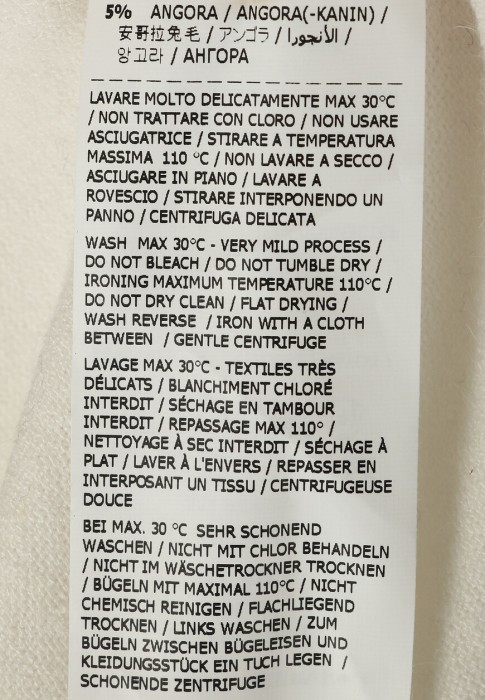 5% ANGORA / ANGORA(-KANIN) /
安哥拉兔毛 / アンゴラ / الأنجورا /
앙고라 / АНГОРА
LAVARE MOLTO DELICATAMENTE MAX 30°C
/ NON TRATTARE CON CLORO / NON USARE
ASCIUGATRICE / STIRARE A TEMPERATURA
MASSIMA 110 °C / NON LAVARE A SECCO /
ASCIUGARE IN PIANO / LAVARE A
ROVESCIO / STIRARE INTERPONENDO UN
PANNO / CENTRIFUGA DELICATA
WASH MAX 30°C - VERY MILD PROCESS /
DO NOT BLEACH / DO NOT TUMBLE DRY /
IRONING MAXIMUM TEMPERATURE 110°C /
DO NOT DRY CLEAN / FLAT DRYING /
WASH REVERSE / IRON WITH A CLOTH
BETWEEN / GENTLE CENTRIFUGE
LAVAGE MAX 30°C - TEXTILES TRÈS
DÉLICATS / BLANCHIMENT CHLORÉ
INTERDIT / SÉCHAGE EN TAMBOUR
INTERDIT / REPASSAGE MAX 110° /
NETTOYAGE À SEC INTERDIT / SÉCHAGE À
PLAT / LAVER À L'ENVERS / REPASSER EN
INTERPOSANT UN TISSU / CENTRIFUGEUSE
DOUCE
BEI MAX. 30 °C SEHR SCHONEND
WASCHEN / NICHT MIT CHLOR BEHANDELN
/ NICHT IM WÄSCHETROCKNER TROCKNEN
/ BÜGELN MIT MAXIMAL 110°C / NICHT
CHEMISCH REINIGEN / FLACHLIEGEND
TROCKNEN / LINKS WASCHEN / ZUM
BÜGELN ZWISCHEN BÜGELEISEN UND
KLEIDUNGSSTÜCK EIN TUCH LEGEN /
SCHONENDE ZENTRIFUGE